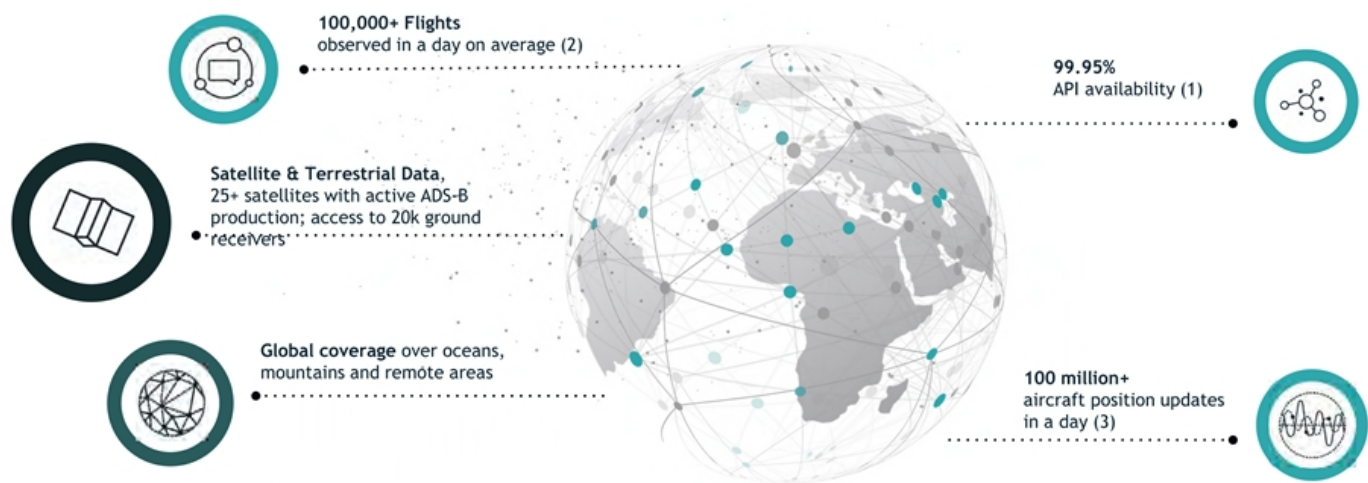 100,000+ Flights
observed in a day on average (2)
99.95%
API availability (1)
Satellite & Terrestrial Data,
25+ satellites with active ADS-B
production; access to 20k ground
receivers
Global coverage over oceans,
mountains and remote areas
100 million+
aircraft position updates
in a day (3)